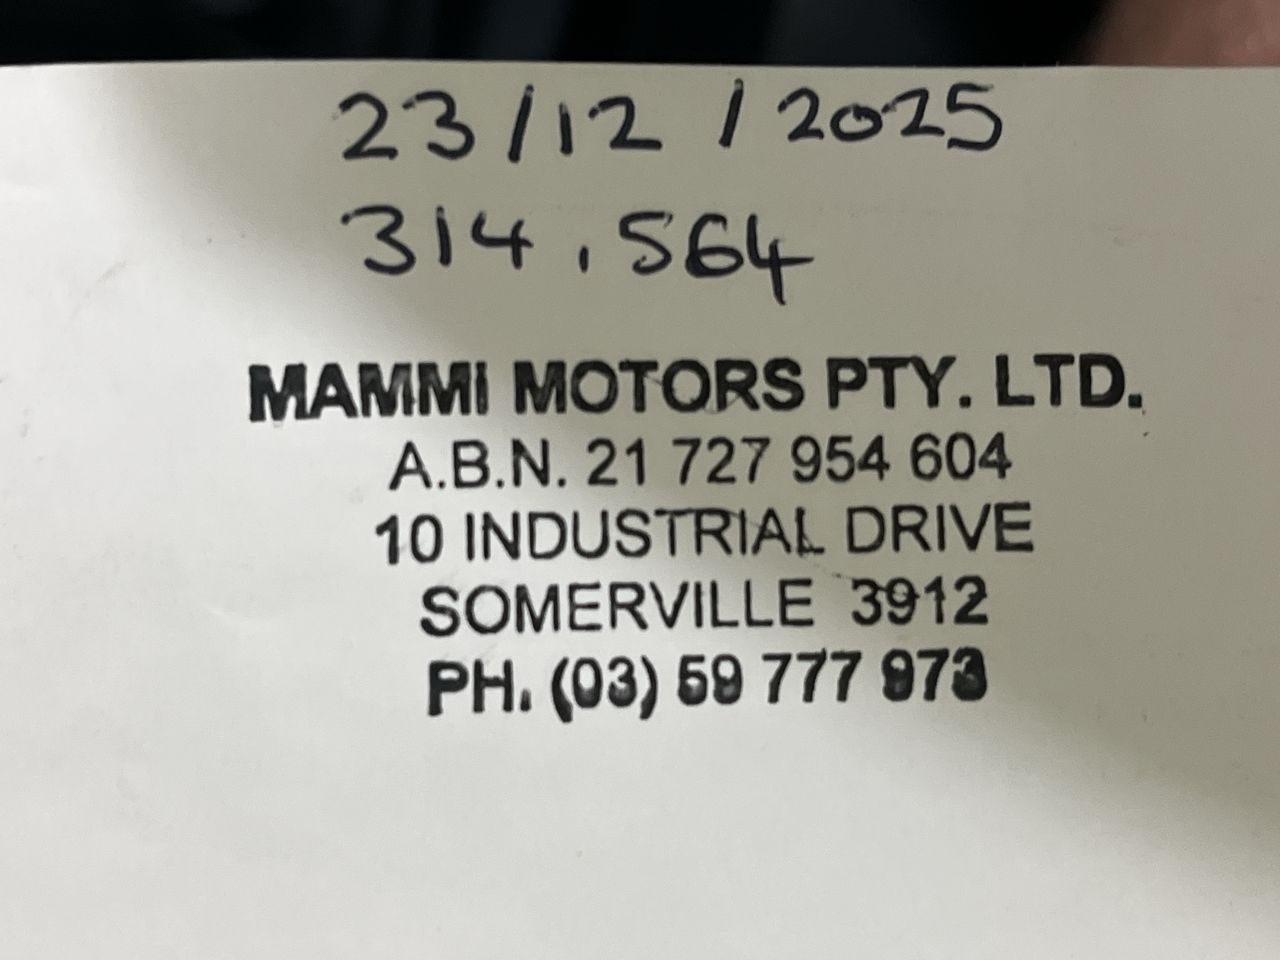 23/12/2025
314,564
MAMMI MOTORS PTY. LTD.
A.B.N. 21 727 954 604
10 INDUSTRIAL DRIVE
SOMERVILLE 3912
PH. (03) 59 777 973